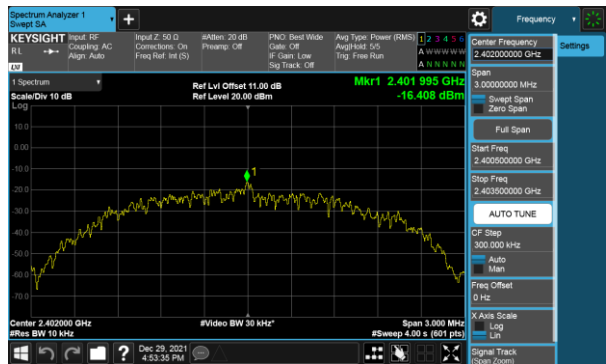 Spectrum Analyzer 1
Swept SA
Frequency
KEYSIGHT
RL
LXI
Input: RF
Coupling: AC
Align: Auto
Input Z: 50 Ω
Corrections: On
Freq Ref: Int (S)
#Atten: 20 dB
Preamp: Off
PNO: Best Wide
Gate: Off
IF Gain: Low
Sig Track: Off
Avg Type: Power (RMS)
Avg|Hold: 5/5
Trig: Free Run
1 2 3 4 5 6
A W W W W W
A N N N N N
Center Frequency
2.402000000 GHz
Settings
Span
3.00000000 MHz
Swept Span
Zero Span
Full Span
Start Freq
2.400500000 GHz
Stop Freq
2.403500000 GHz
AUTO TUNE
CF Step
300.000 kHz
Auto
Man
Freq Offset
0 Hz
X Axis Scale
Log
Lin
Signal Track
(Span Zoom)
1 Spectrum
Scale/Div 10 dB
Ref Lvl Offset 11.00 dB
Ref Level 20.00 dBm
Mkr1 2.401 995 GHz
-16.408 dBm
Log
10.0
0.00
-10.0
-20.0
-30.0
-40.0
-50.0
-60.0
-70.0
1
Center 2.402000 GHz
#Video BW 30 kHz*
Span 3.000 MHz
#Res BW 10 kHz
#Sweep 4.00 s (601 pts)
?
Dec 29, 2021
4:53:35 PM